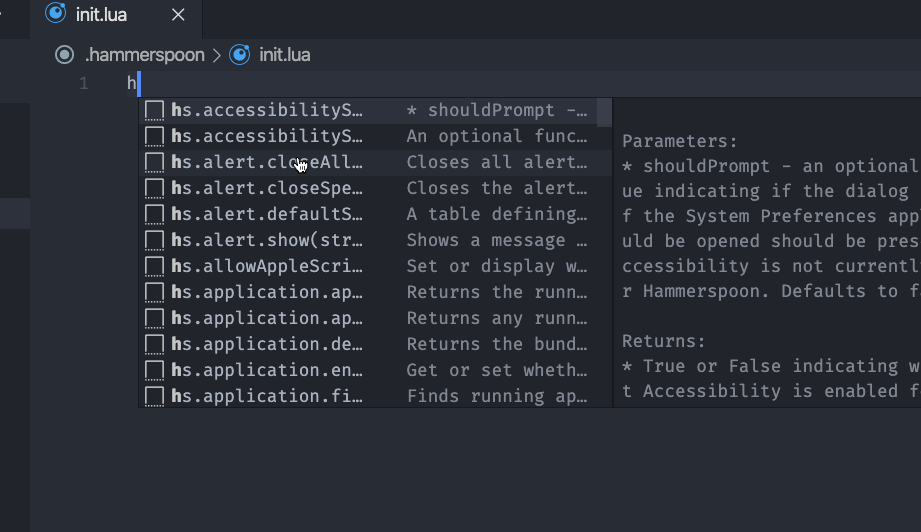 init.lua
.hammerspoon > init.lua
1 h
hs.accessibilityS… * shouldPrompt -…
hs.accessibilityS… An optional func…
hs.alert.closeAll… Closes all alert…
hs.alert.closeSpe… Closes the alert…
hs.alert.defaultS… A table defining…
hs.alert.show(str… Shows a message …
hs.allowAppleScri… Set or display w…
hs.application.ap… Returns the runn…
hs.application.ap… Returns any runn…
hs.application.de… Returns the bund…
hs.application.en… Get or set wheth…
hs.application.fi… Finds running ap…
Parameters:
* shouldPrompt - an optional
ue indicating if the dialog
f the System Preferences app
uld be opened should be pres
ccessibility is not currentl
r Hammerspoon. Defaults to f
Returns:
* True or False indicating w
t Accessibility is enabled f